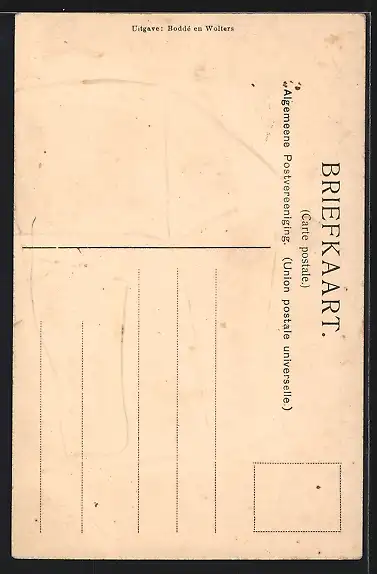 BRIEFKAART.
(Carte postale.)
Algemeene Postvereeniging. (Union postale universelle.)
Uitgave: Boddé en Wolters